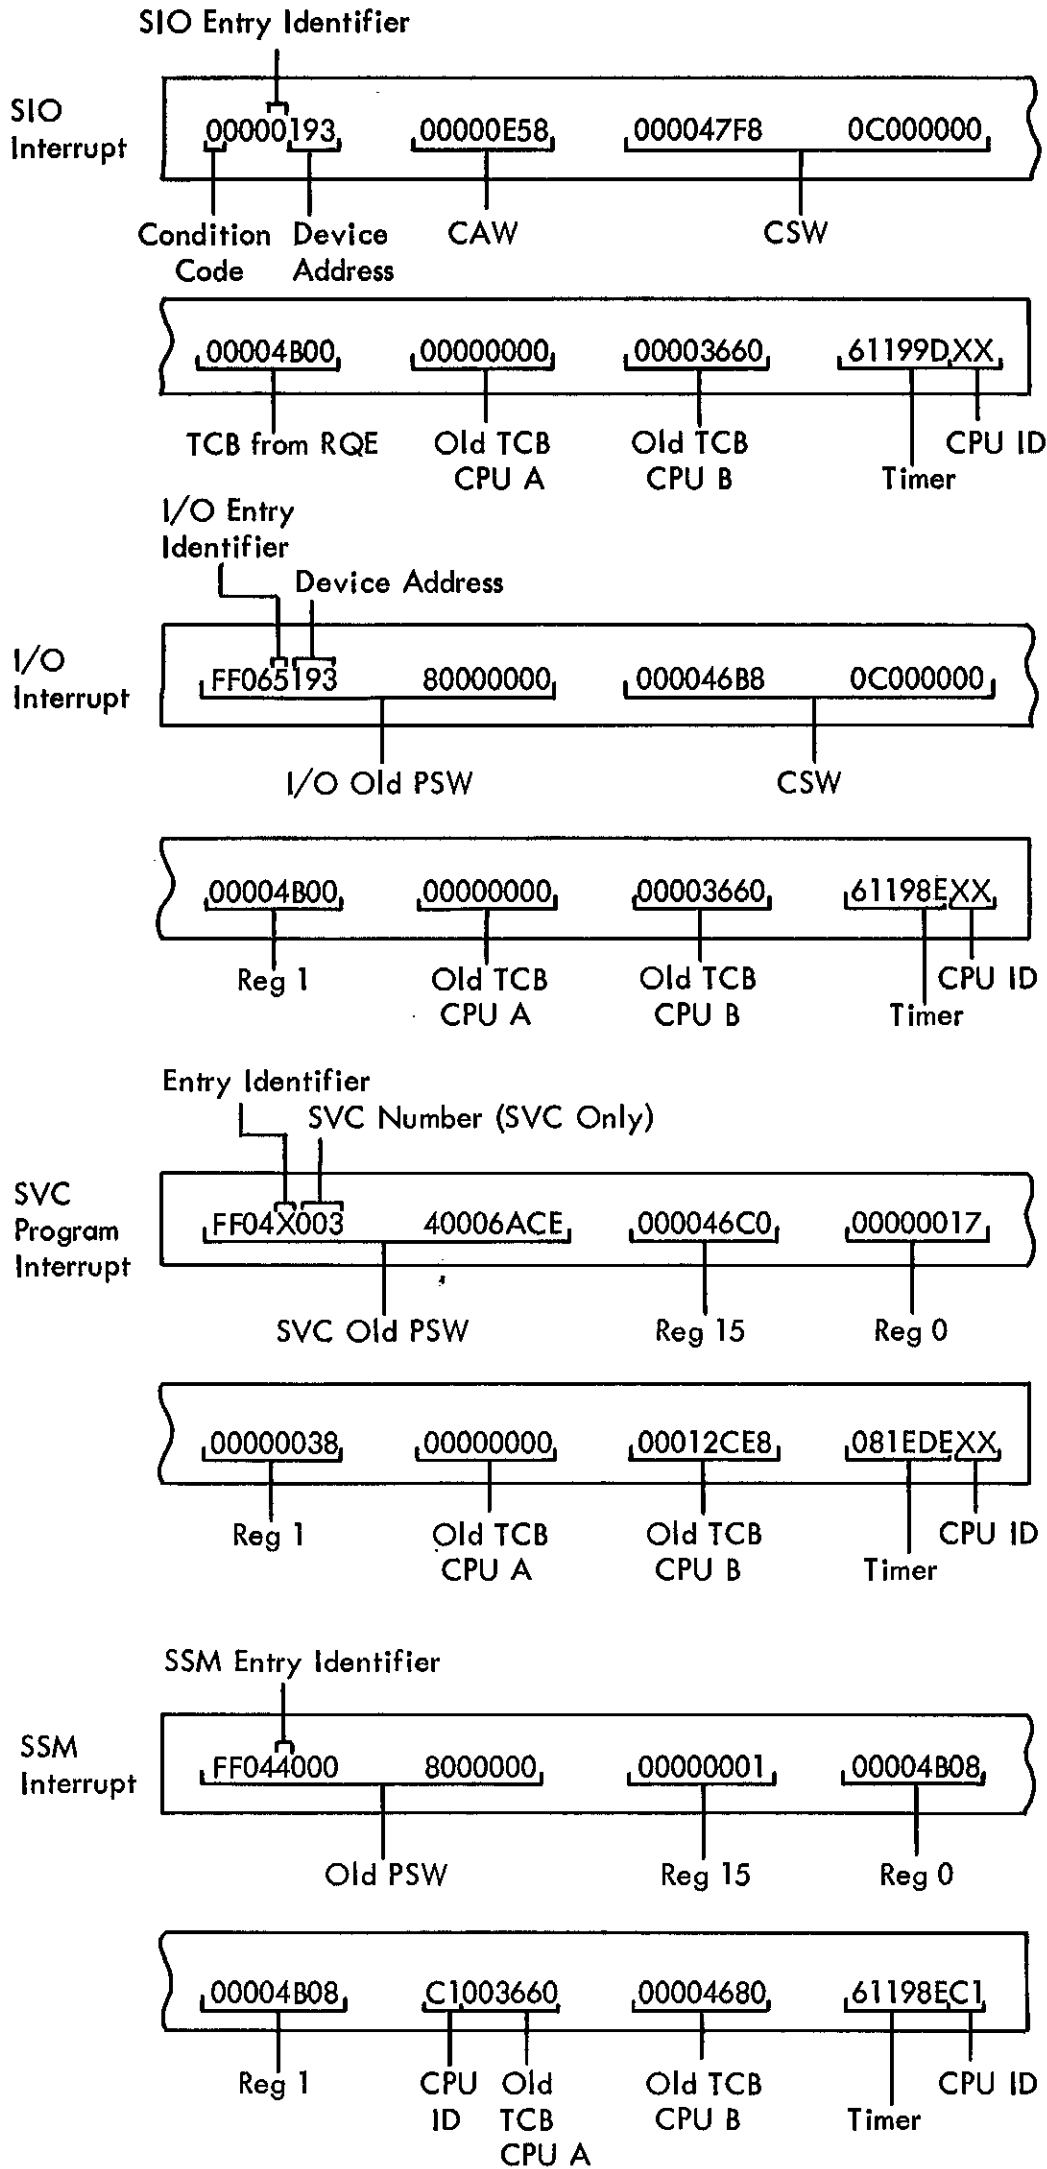 SIO Entry Identifier
SIO
Interrupt
00000193 00000E58 000047F8 0C000000
Condition
Code
Device
Address
CAW
CSW
00004B00 00000000 00003660 61199DXX
TCB from RQE
Old TCB
CPU A
Old TCB
CPU B
Timer
CPU ID
I/O Entry
Identifier
Device Address
I/O
Interrupt
FF065193 80000000 000046B8 0C000000
I/O Old PSW
CSW
00004B00 00000000 00003660 61198EXX
Reg 1
Old TCB
CPU A
Old TCB
CPU B
Timer
CPU ID
Entry Identifier
SVC Number (SVC Only)
SVC
Program
Interrupt
FF04X003 40006ACE 000046C0 00000017
SVC Old PSW
Reg 15
Reg 0
00000038 00000000 00012CE8 081EDEXX
Reg 1
Old TCB
CPU A
Old TCB
CPU B
Timer
CPU ID
SSM Entry Identifier
SSM
Interrupt
FF044000 8000000 00000001 00004B08
Old PSW
Reg 15
Reg 0
00004B08 C1003660 00004680 61198EC1
Reg 1
CPU
ID
Old
TCB
CPU A
Old TCB
CPU B
Timer
CPU ID